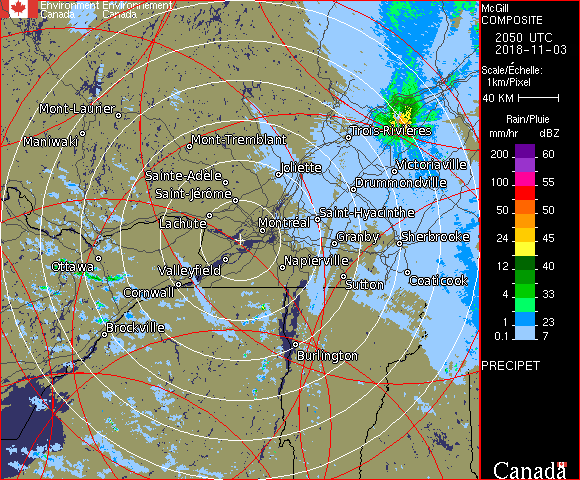 Environment Environnement
Canada Canada
McGill
COMPOSITE
2050 UTC
2018-11-03
Scale/Échelle:
1km/Pixel
40 KM
Rain/Pluie
mm/hr dBZ
200 60
100 55
50 50
24 45
12 40
4 33
1 23
0.1 7
PRECIPET
Canada
Mont-Laurier
Maniwaki
Mont-Tremblant
Trois-Rivières
Sainte-Adèle
Joliette
Victoriaville
Saint-Jérôme
Drummondville
Lachute
Montréal
Saint-Hyacinthe
Granby
Sherbrooke
Ottawa
Valleyfield
Napierville
Cornwall
Sutton
Coaticook
Brockville
Burlington